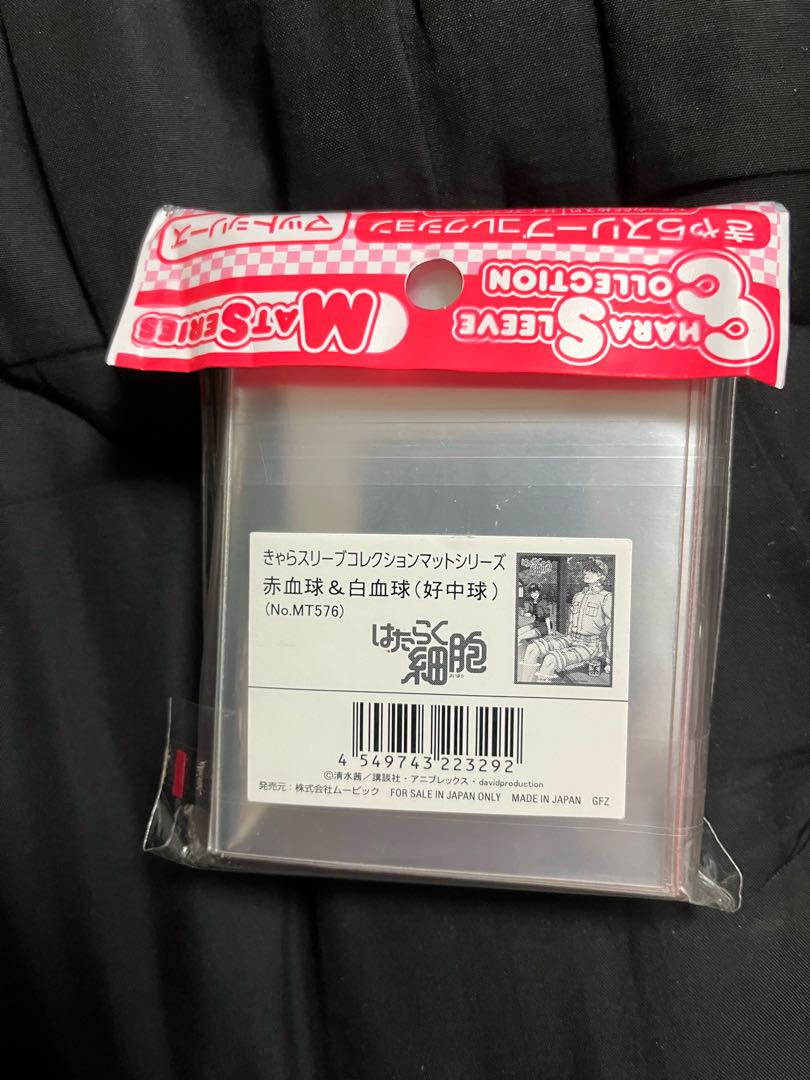 きゃらスリーブコレクション
マットシリーズ
CHARA SLEEVE COLLECTION
MAT SERIES
きゃらスリーブコレクションマットシリーズ
赤血球＆白血球(好中球)
(No.MT576)
はたらく
細胞
さいぼう
4 549743 223292
©清水茜／講談社・アニプレックス・davidproduction
発売元：株式会社ムービック FOR SALE IN JAPAN ONLY MADE IN JAPAN GFZ